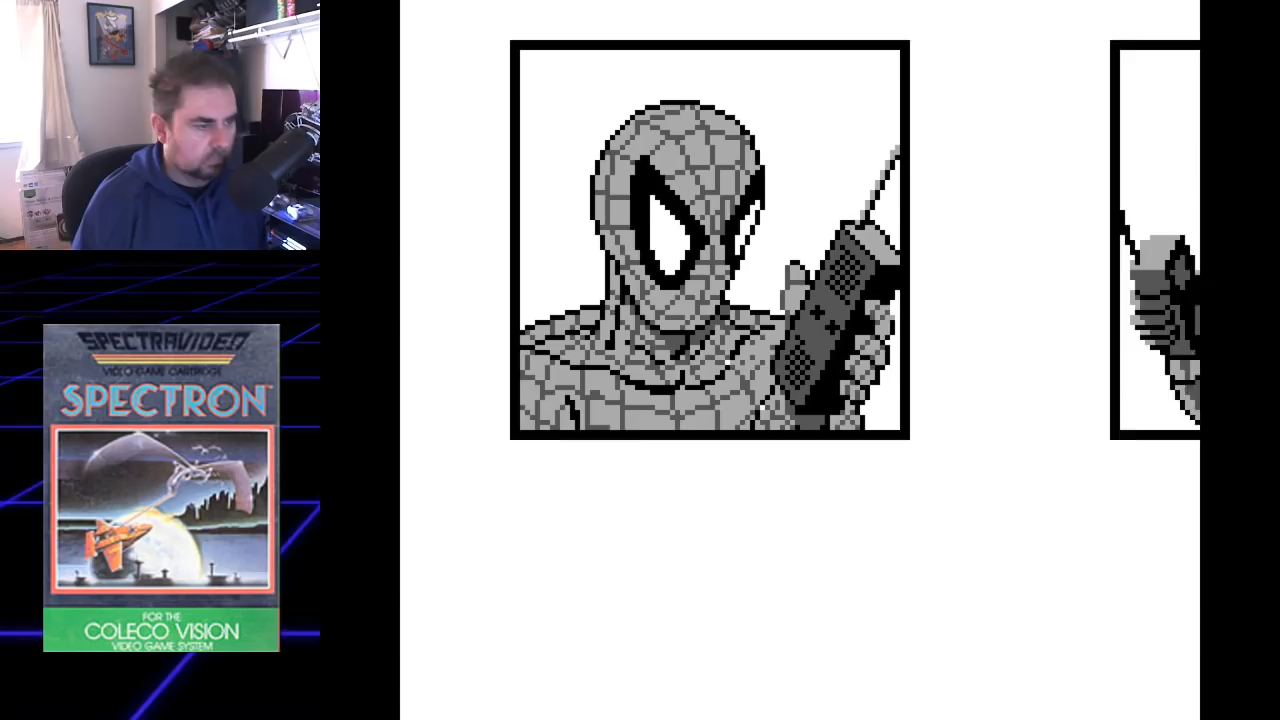 SPECTRAVIDEO
VIDEO GAME CARTRIDGE
SPECTRON
FOR THE
COLECO VISION
VIDEO GAME SYSTEM